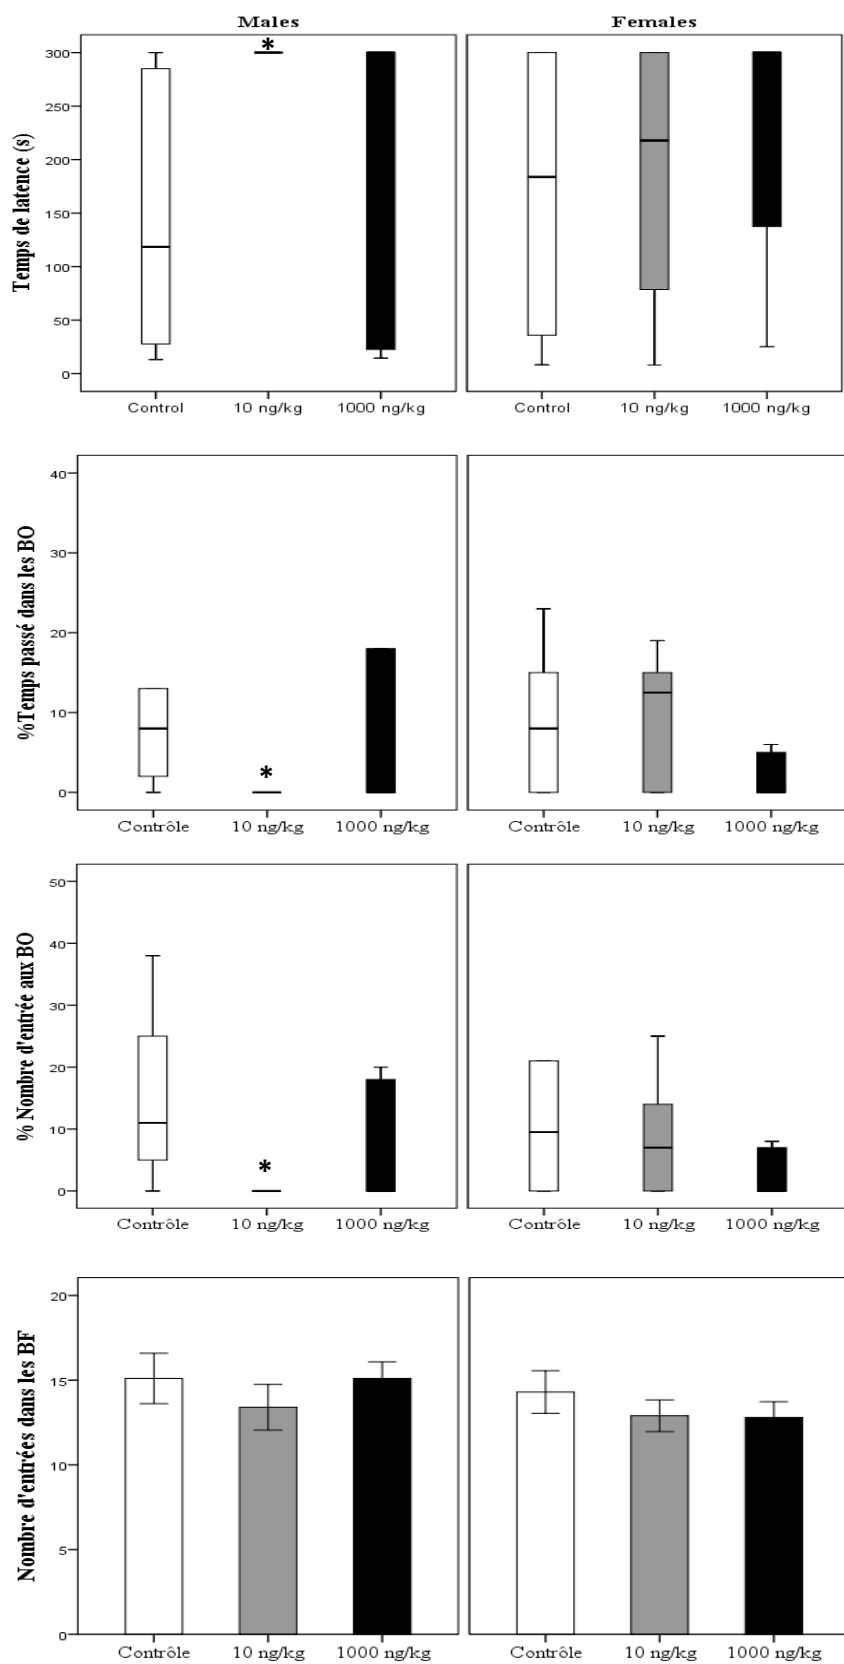 Males Females
Temps de latence (s)
300
250
200
150
100
50
0
*
Control 10 ng/kg 1000 ng/kg
Control 10 ng/kg 1000 ng/kg
%Temps passé dans les BO
40
30
20
10
0
*
Contrôle 10 ng/kg 1000 ng/kg
Contrôle 10 ng/kg 1000 ng/kg
% Nombre d'entrée aux BO
50
40
30
20
10
0
*
Contrôle 10 ng/kg 1000 ng/kg
Contrôle 10 ng/kg 1000 ng/kg
Nombre d'entrées dans les BF
20
15
10
5
0
Contrôle 10 ng/kg 1000 ng/kg
Contrôle 10 ng/kg 1000 ng/kg